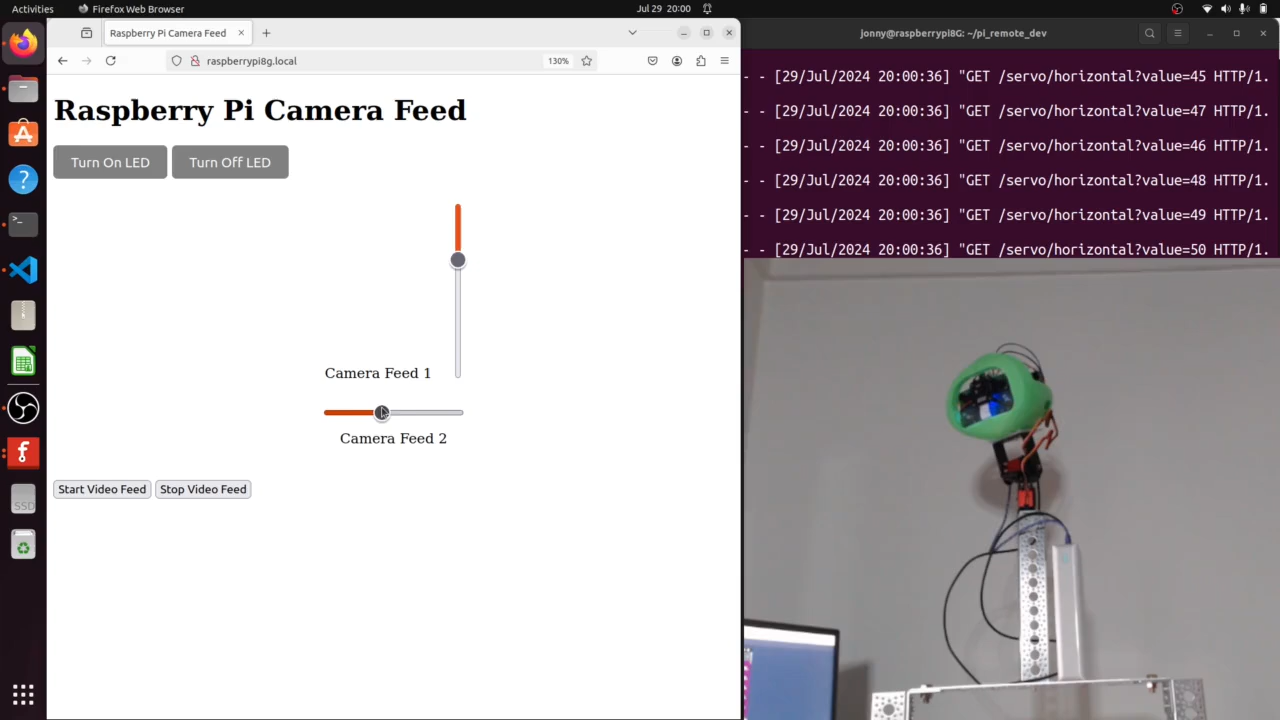 Activities
Firefox Web Browser
Jul 29 20:00
Raspberry Pi Camera Feed
raspberrypi8g.local
130%
Raspberry Pi Camera Feed
Turn On LED
Turn Off LED
Camera Feed 1
Camera Feed 2
Start Video Feed
Stop Video Feed
SSD
jonny@raspberrypi8G: ~/pi_remote_dev
- - [29/Jul/2024 20:00:36] "GET /servo/horizontal?value=45 HTTP/1.
- - [29/Jul/2024 20:00:36] "GET /servo/horizontal?value=47 HTTP/1.
- - [29/Jul/2024 20:00:36] "GET /servo/horizontal?value=46 HTTP/1.
- - [29/Jul/2024 20:00:36] "GET /servo/horizontal?value=48 HTTP/1.
- - [29/Jul/2024 20:00:36] "GET /servo/horizontal?value=49 HTTP/1.
- - [29/Jul/2024 20:00:36] "GET /servo/horizontal?value=50 HTTP/1.